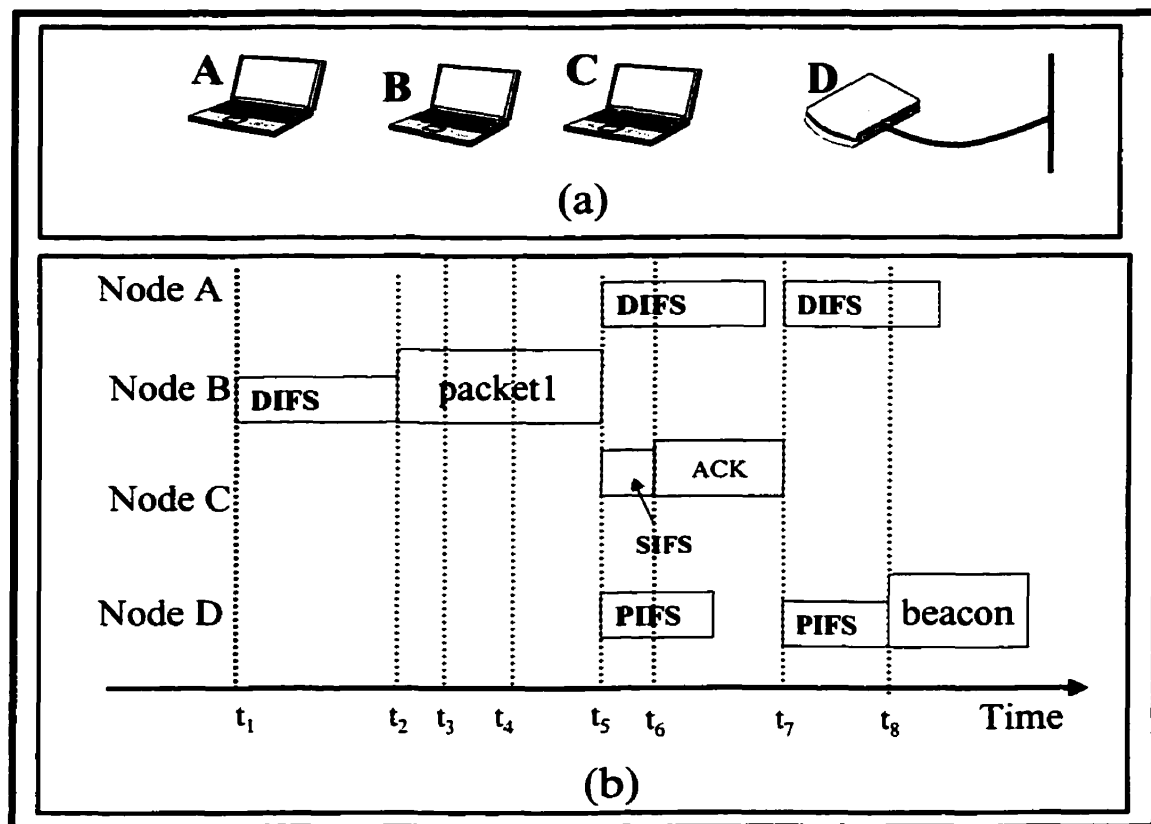 A B C D
(a)
Node A DIFS DIFS
Node B DIFS packet1
Node C ACK
SIFS
Node D PIFS PIFS beacon
t1 t2 t3 t4 t5 t6 t7 t8 Time
(b)